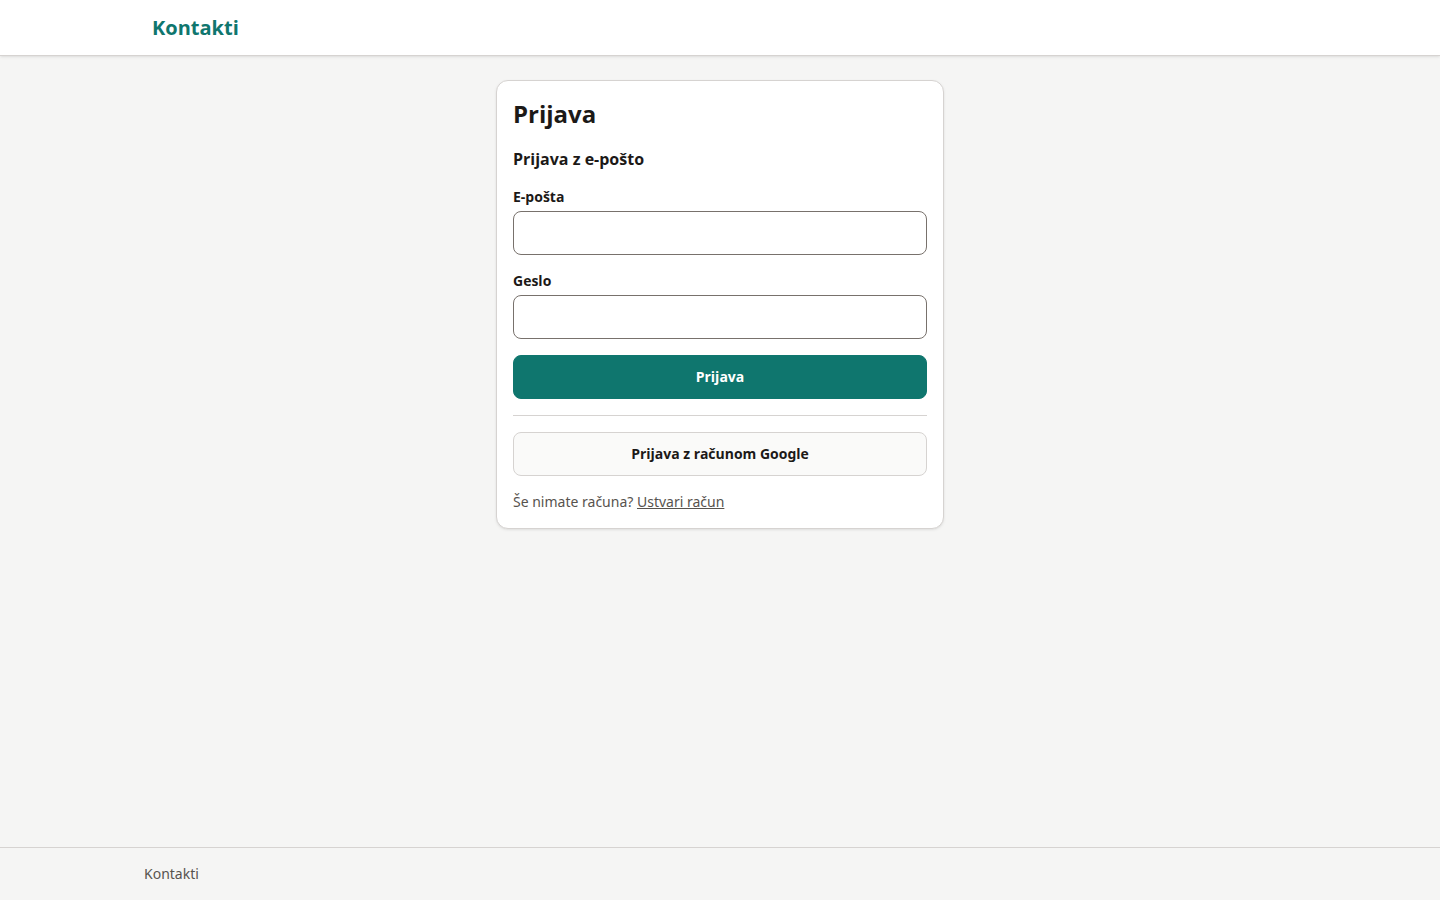 Kontakti
Prijava
Prijava z e-pošto
E-pošta
Geslo
Prijava
Prijava z računom Google
Še nimate računa? Ustvari račun
Kontakti